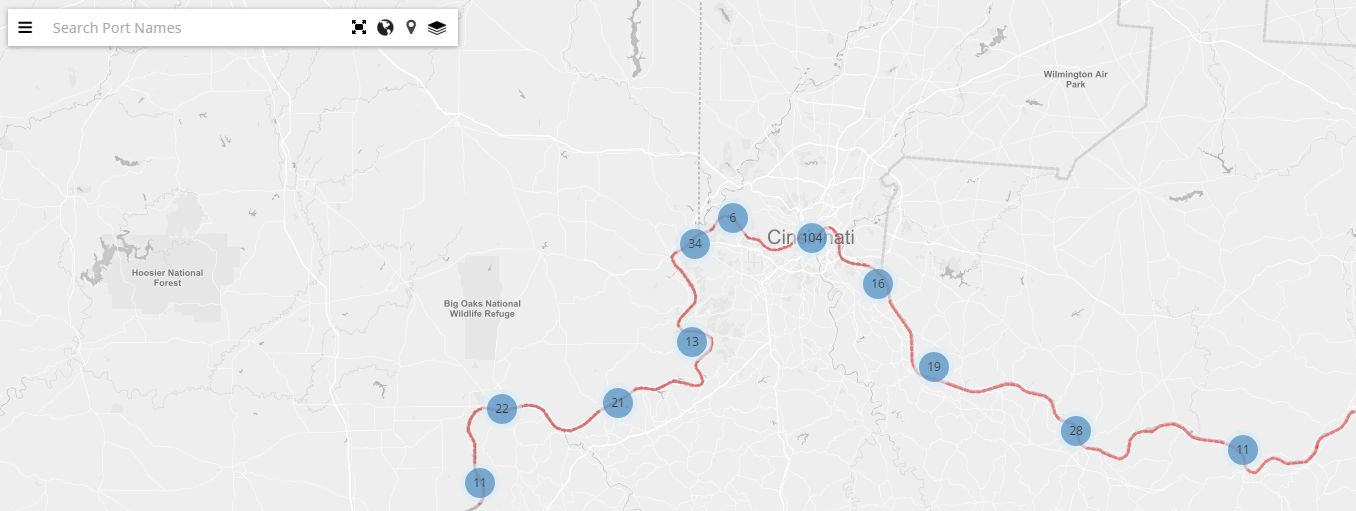 Search Port Names
Wilmington Air
Park
6
34
Cincinnati
104
Hoosier National
Forest
16
Big Oaks National
Wildlife Refuge
13
19
22
21
28
11
11